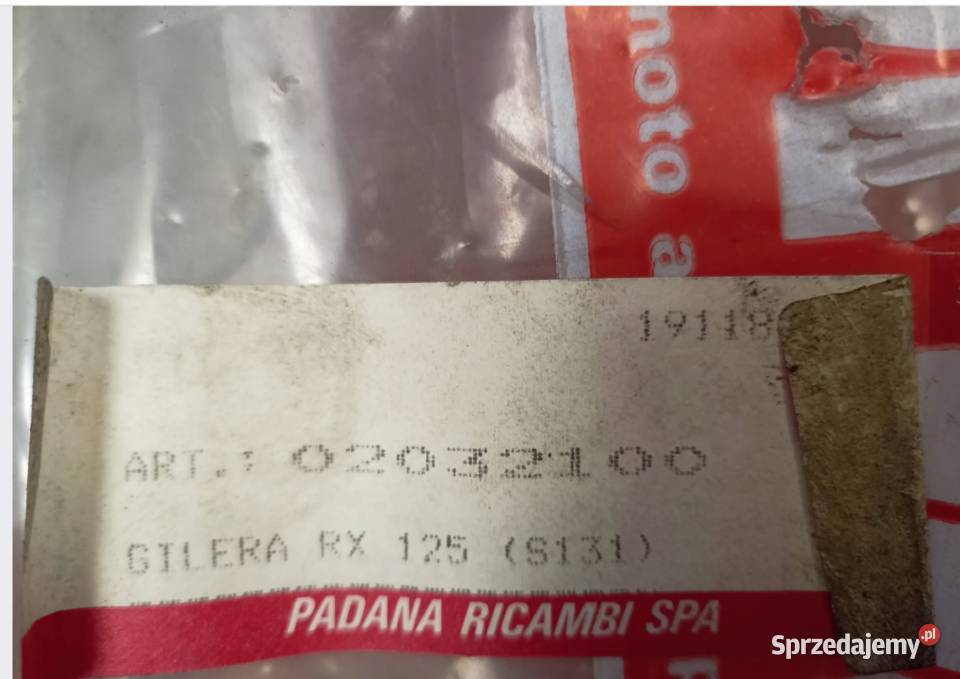 moto a
19118
ART.: 02032100
GILERA RX 125 (S131)
PADANA RICAMBI SPA
Sprzedajemy.pl